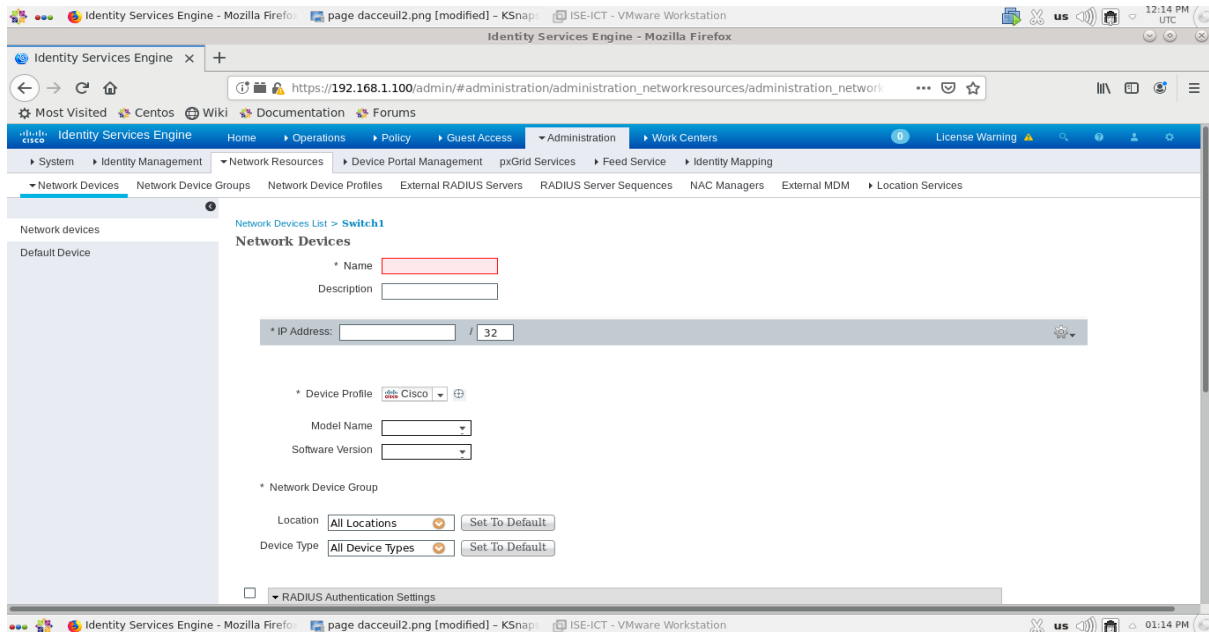 Identity Services Engine - Mozilla Firefo page dacceuil2.png [modified] – KSnap ISE-ICT - VMware Workstation us 12:14 PM UTC
Identity Services Engine - Mozilla Firefox
Identity Services Engine × +
https://192.168.1.100/admin/#administration/administration_networkresources/administration_network
Most Visited Centos Wiki Documentation Forums
cisco Identity Services Engine Home Operations Policy Guest Access Administration Work Centers 0 License Warning
System Identity Management Network Resources Device Portal Management pxGrid Services Feed Service Identity Mapping
Network Devices Network Device Groups Network Device Profiles External RADIUS Servers RADIUS Server Sequences NAC Managers External MDM Location Services
Network devices
Default Device
Network Devices List > Switch1
Network Devices
* Name
Description
* IP Address: / 32
* Device Profile cisco Cisco
Model Name
Software Version
* Network Device Group
Location All Locations Set To Default
Device Type All Device Types Set To Default
RADIUS Authentication Settings
Identity Services Engine - Mozilla Firefo page dacceuil2.png [modified] – KSnap ISE-ICT - VMware Workstation us 01:14 PM